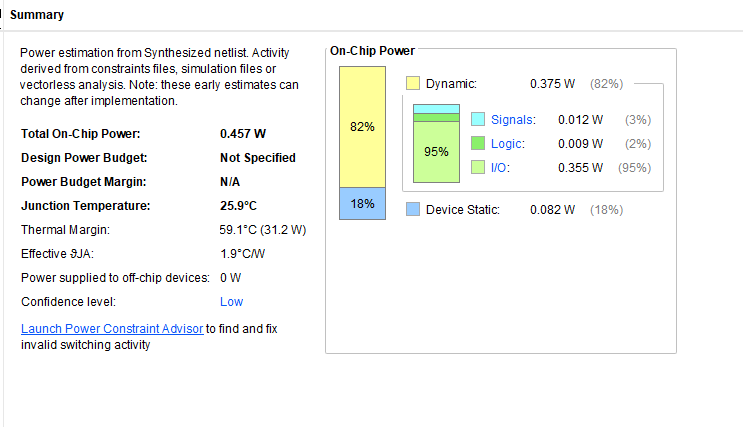 Summary
Power estimation from Synthesized netlist. Activity
derived from constraints files, simulation files or
vectorless analysis. Note: these early estimates can
change after implementation.
Total On-Chip Power: 0.457 W
Design Power Budget: Not Specified
Power Budget Margin: N/A
Junction Temperature: 25.9°C
Thermal Margin: 59.1°C (31.2 W)
Effective ϑJA: 1.9°C/W
Power supplied to off-chip devices: 0 W
Confidence level: Low
Launch Power Constraint Advisor to find and fix
invalid switching activity
On-Chip Power
82%
18%
Dynamic: 0.375 W (82%)
95%
Signals: 0.012 W (3%)
Logic: 0.009 W (2%)
I/O: 0.355 W (95%)
Device Static: 0.082 W (18%)